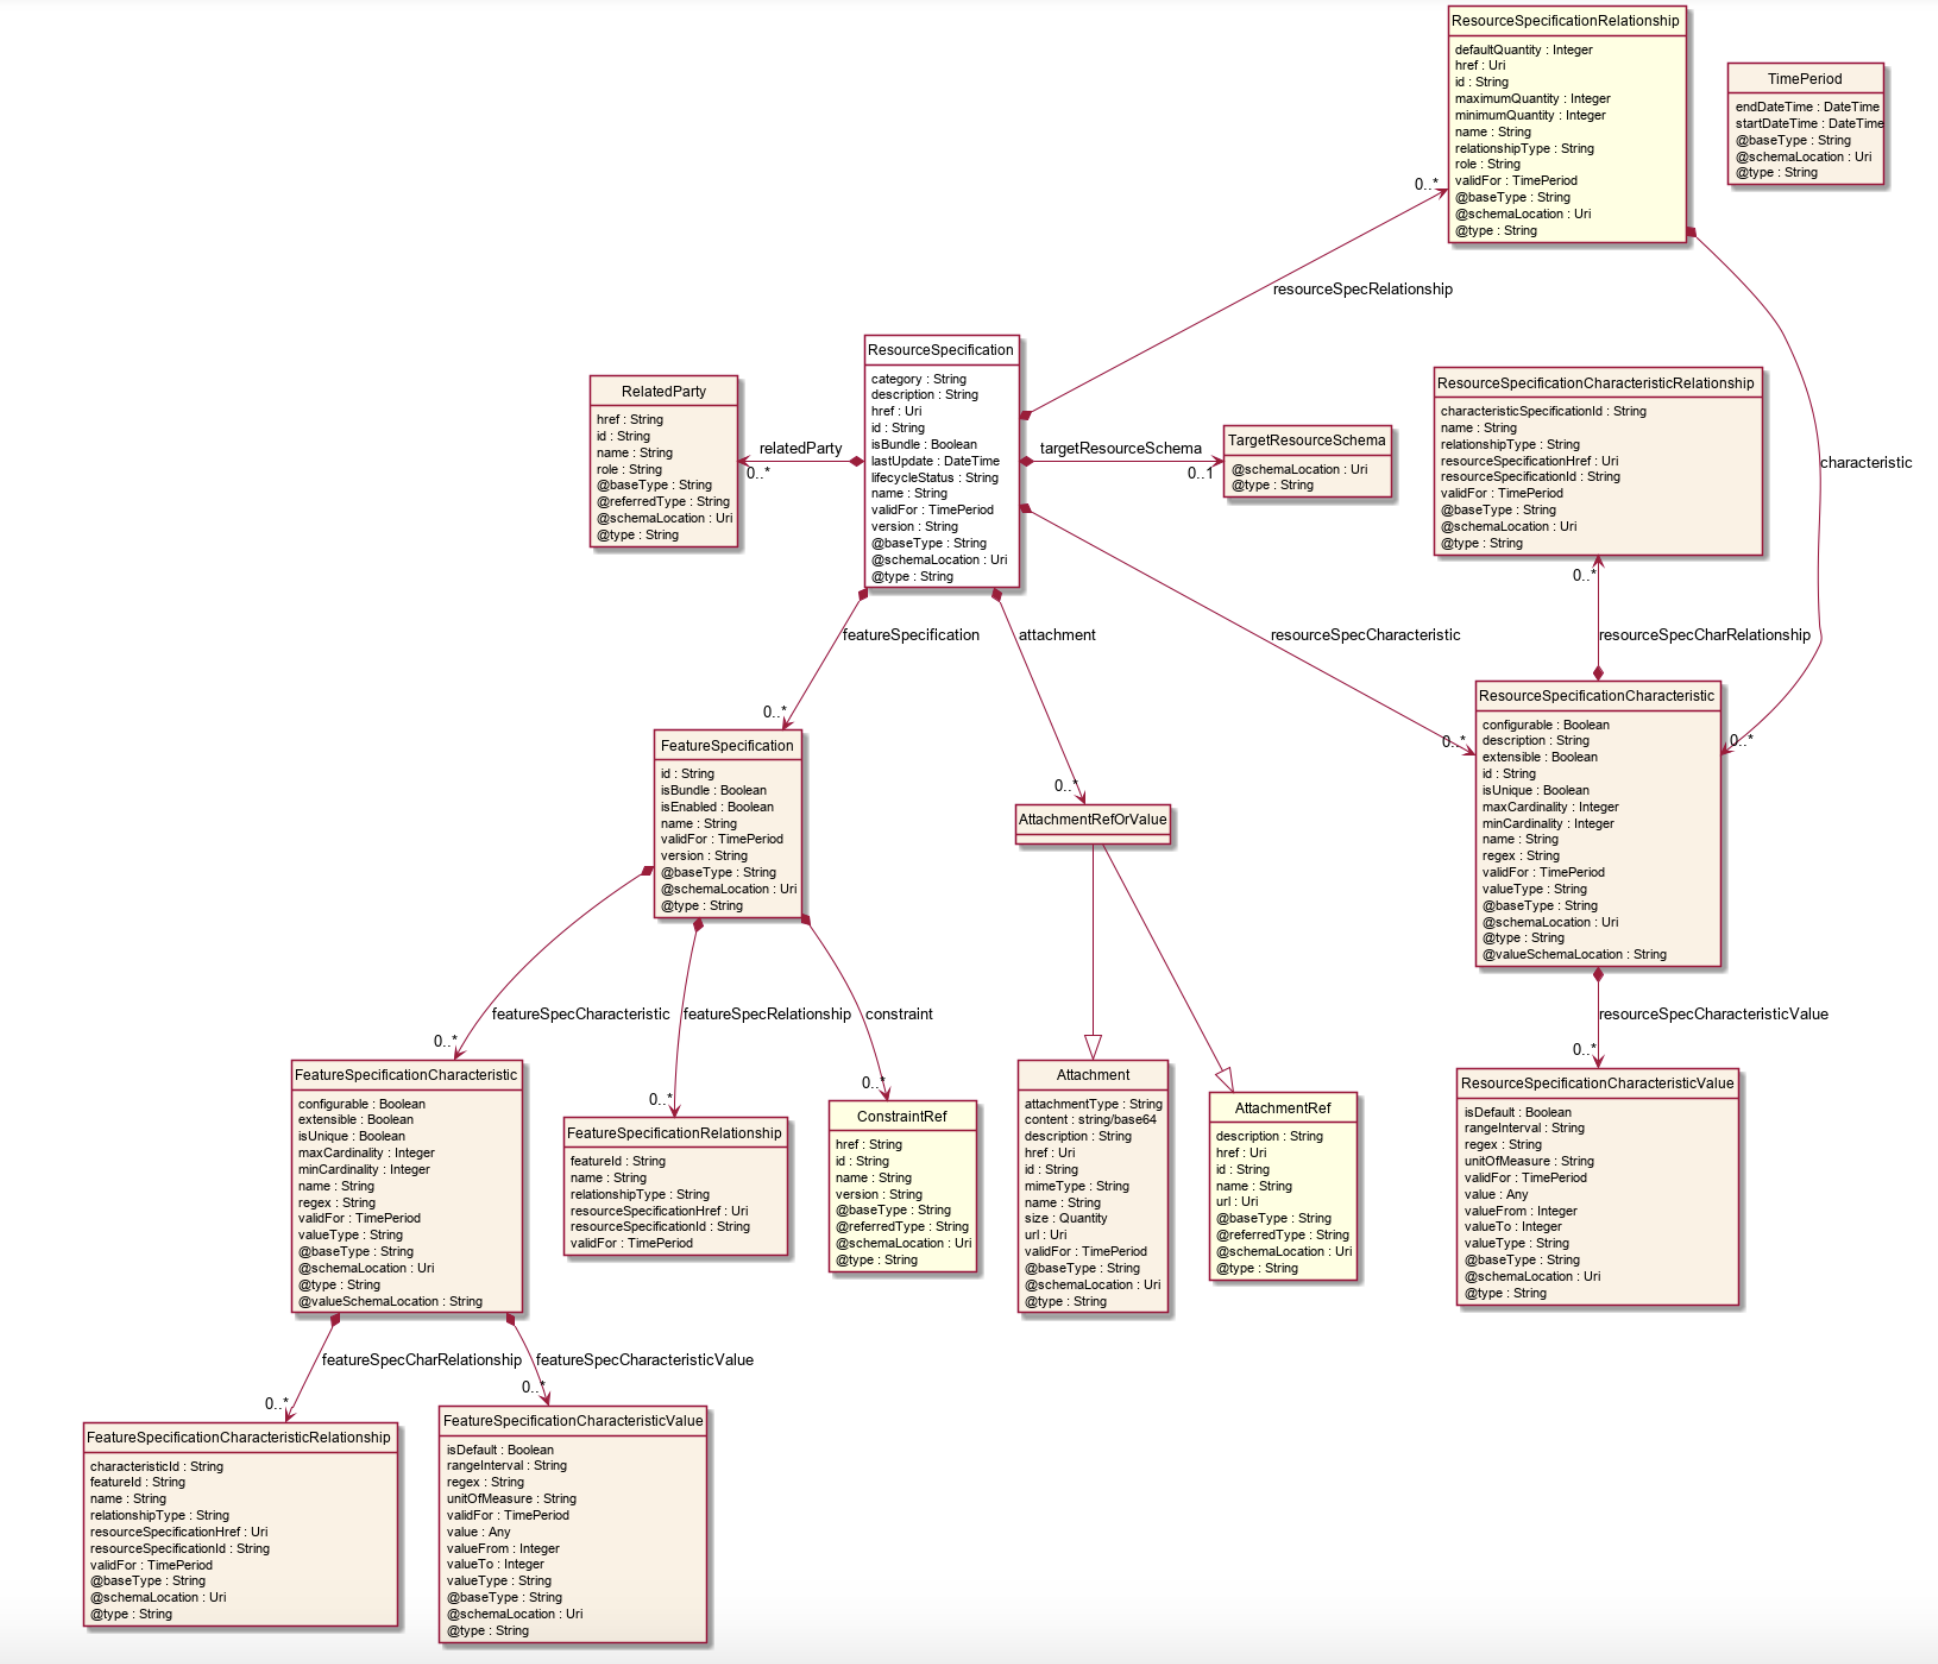 ResourceSpecificationRelationship
defaultQuantity : Integer
href : Uri
id : String
maximumQuantity : Integer
minimumQuantity : Integer
name : String
relationshipType : String
role : String
validFor : TimePeriod
@baseType : String
@schemaLocation : Uri
@type : String
TimePeriod
endDateTime : DateTime
startDateTime : DateTime
@baseType : String
@schemaLocation : Uri
@type : String
0..*
resourceSpecRelationship
characteristic
ResourceSpecification
category : String
description : String
href : Uri
id : String
isBundle : Boolean
lastUpdate : DateTime
lifecycleStatus : String
name : String
validFor : TimePeriod
version : String
@baseType : String
@schemaLocation : Uri
@type : String
RelatedParty
href : String
id : String
name : String
role : String
@baseType : String
@referredType : String
@schemaLocation : Uri
@type : String
relatedParty
0..*
targetResourceSchema
0..1
TargetResourceSchema
@schemaLocation : Uri
@type : String
ResourceSpecificationCharacteristicRelationship
characteristicSpecificationId : String
name : String
relationshipType : String
resourceSpecificationHref : Uri
resourceSpecificationId : String
validFor : TimePeriod
@baseType : String
@schemaLocation : Uri
@type : String
0..*
featureSpecification
attachment
resourceSpecCharacteristic
resourceSpecCharRelationship
0..*
0..*
0..*
0..*
FeatureSpecification
id : String
isBundle : Boolean
isEnabled : Boolean
name : String
validFor : TimePeriod
version : String
@baseType : String
@schemaLocation : Uri
@type : String
AttachmentRefOrValue
ResourceSpecificationCharacteristic
configurable : Boolean
description : String
extensible : Boolean
id : String
isUnique : Boolean
maxCardinality : Integer
minCardinality : Integer
name : String
regex : String
validFor : TimePeriod
valueType : String
@baseType : String
@schemaLocation : Uri
@type : String
@valueSchemaLocation : String
featureSpecCharacteristic
featureSpecRelationship
constraint
resourceSpecCharacteristicValue
0..*
0..*
0..*
0..*
FeatureSpecificationCharacteristic
configurable : Boolean
extensible : Boolean
isUnique : Boolean
maxCardinality : Integer
minCardinality : Integer
name : String
regex : String
validFor : TimePeriod
valueType : String
@baseType : String
@schemaLocation : Uri
@type : String
@valueSchemaLocation : String
FeatureSpecificationRelationship
featureId : String
name : String
relationshipType : String
resourceSpecificationHref : Uri
resourceSpecificationId : String
validFor : TimePeriod
ConstraintRef
href : String
id : String
name : String
version : String
@baseType : String
@referredType : String
@schemaLocation : Uri
@type : String
Attachment
attachmentType : String
content : string/base64
description : String
href : Uri
id : String
mimeType : String
name : String
size : Quantity
url : Uri
validFor : TimePeriod
@baseType : String
@schemaLocation : Uri
@type : String
AttachmentRef
description : String
href : Uri
id : String
name : String
url : Uri
@baseType : String
@referredType : String
@schemaLocation : Uri
@type : String
ResourceSpecificationCharacteristicValue
isDefault : Boolean
rangeInterval : String
regex : String
unitOfMeasure : String
validFor : TimePeriod
value : Any
valueFrom : Integer
valueTo : Integer
valueType : String
@baseType : String
@schemaLocation : Uri
@type : String
featureSpecCharRelationship
featureSpecCharacteristicValue
0..*
0..*
FeatureSpecificationCharacteristicRelationship
characteristicId : String
featureId : String
name : String
relationshipType : String
resourceSpecificationHref : Uri
resourceSpecificationId : String
validFor : TimePeriod
@baseType : String
@schemaLocation : Uri
@type : String
FeatureSpecificationCharacteristicValue
isDefault : Boolean
rangeInterval : String
regex : String
unitOfMeasure : String
validFor : TimePeriod
value : Any
valueFrom : Integer
valueTo : Integer
valueType : String
@baseType : String
@schemaLocation : Uri
@type : String